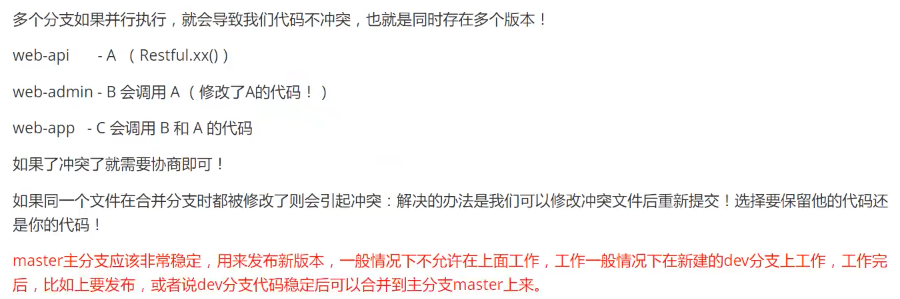 多个分支如果并行执行，就会导致我们代码不冲突，也就是同时存在多个版本！
web-api - A （ Restful.xx() ）
web-admin - B 会调用 A （ 修改了A的代码！ ）
web-app - C 会调用 B 和 A 的代码
如果了冲突了就需要协商即可！
如果同一个文件在合并分支时都被修改了则会引起冲突：解决的办法是我们可以修改冲突文件后重新提交！选择要保留他的代码还
是你的代码！
master主分支应该非常稳定，用来发布新版本，一般情况下不允许在上面工作，工作一般情况下在新建的dev分支上工作，工作完
后，比如上要发布，或者说dev分支代码稳定后可以合并到主分支master上来。